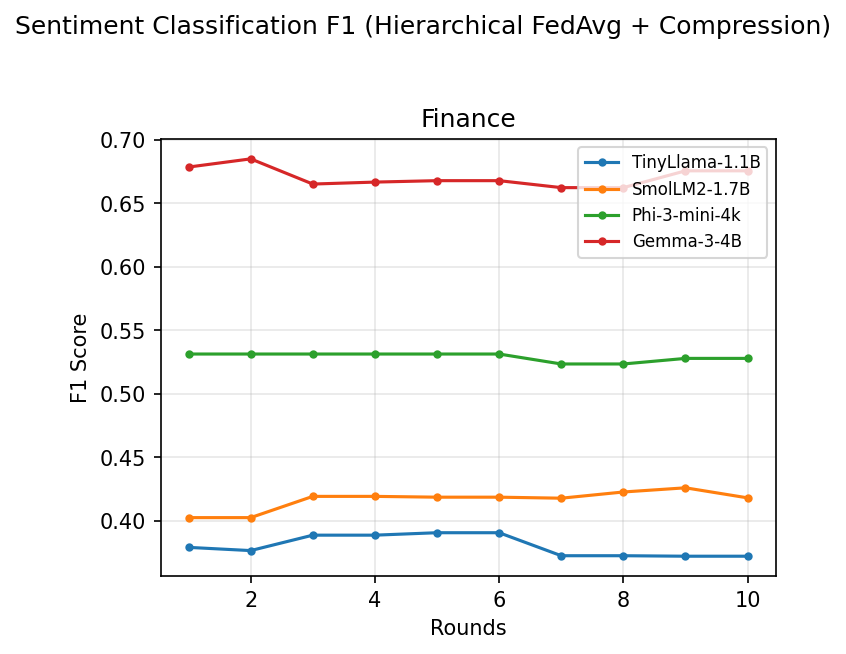 Sentiment Classification F1 (Hierarchical FedAvg + Compression)
Finance
TinyLlama-1.1B
SmolLM2-1.7B
Phi-3-mini-4k
Gemma-3-4B
F1 Score
0.70
0.65
0.60
0.55
0.50
0.45
0.40
2 4 6 8 10
Rounds